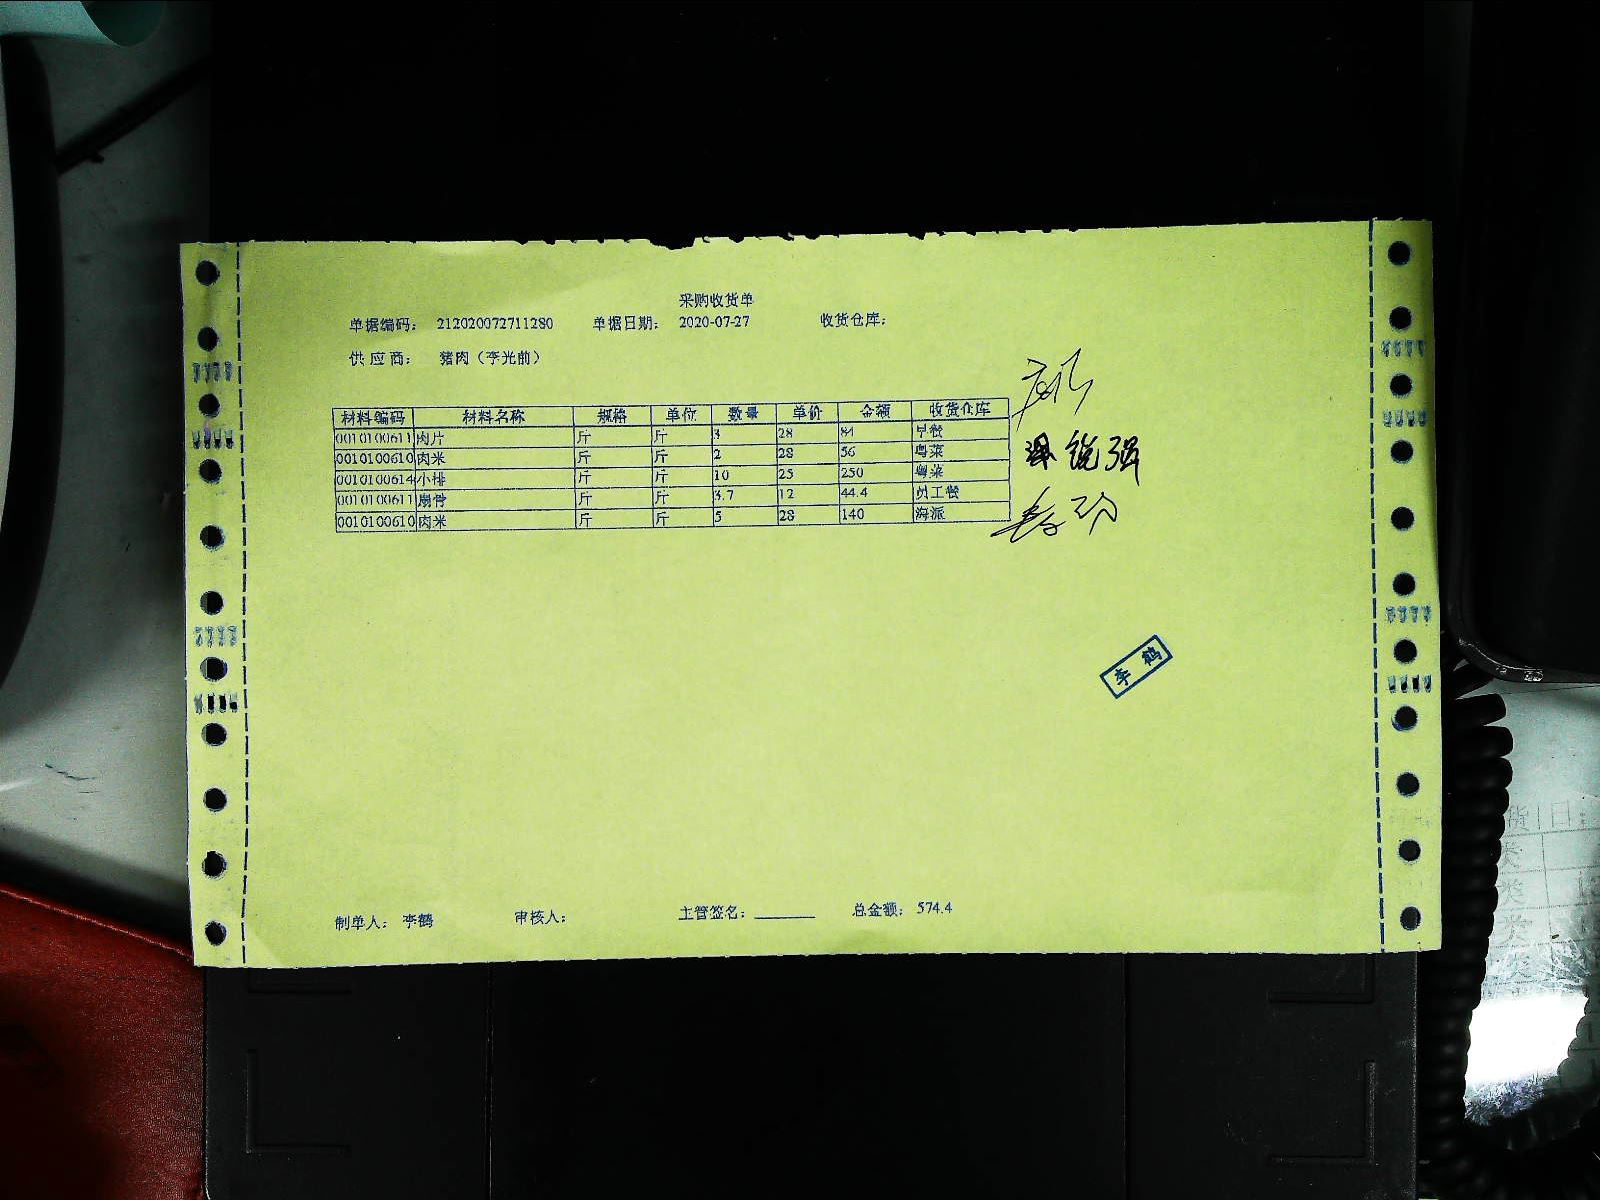 采购收货单
单据编码： 212020072711280 单据日期： 2020-07-27 收货仓库：
供应商： 猪肉（李光前）
材料编码 材料名称 规格 单位 数量 单价 金额 收货仓库
0010100611 肉片 斤 斤 3 28 84 早餐
0010100610 肉米 斤 斤 2 28 56 粤菜
0010100614 小排 斤 斤 10 25 250 粤菜
0010100611 扇骨 斤 斤 3.7 12 44.4 员工餐
0010100610 肉米 斤 斤 5 28 140 海派
强
李鹤
制单人： 李鹤 审核人： 主管签名： 总金额： 574.4